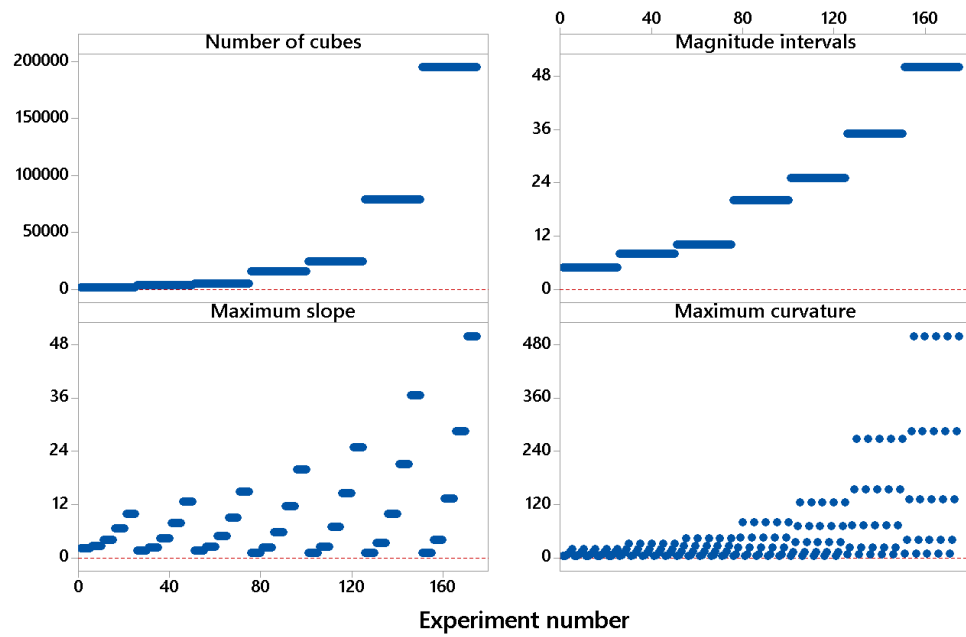 0 40 80 120 160
Number of cubes
Magnitude intervals
200000
150000
100000
50000
0
48
36
24
12
0
Maximum slope
Maximum curvature
48
36
24
12
0
480
360
240
120
0
0 40 80 120 160
Experiment number